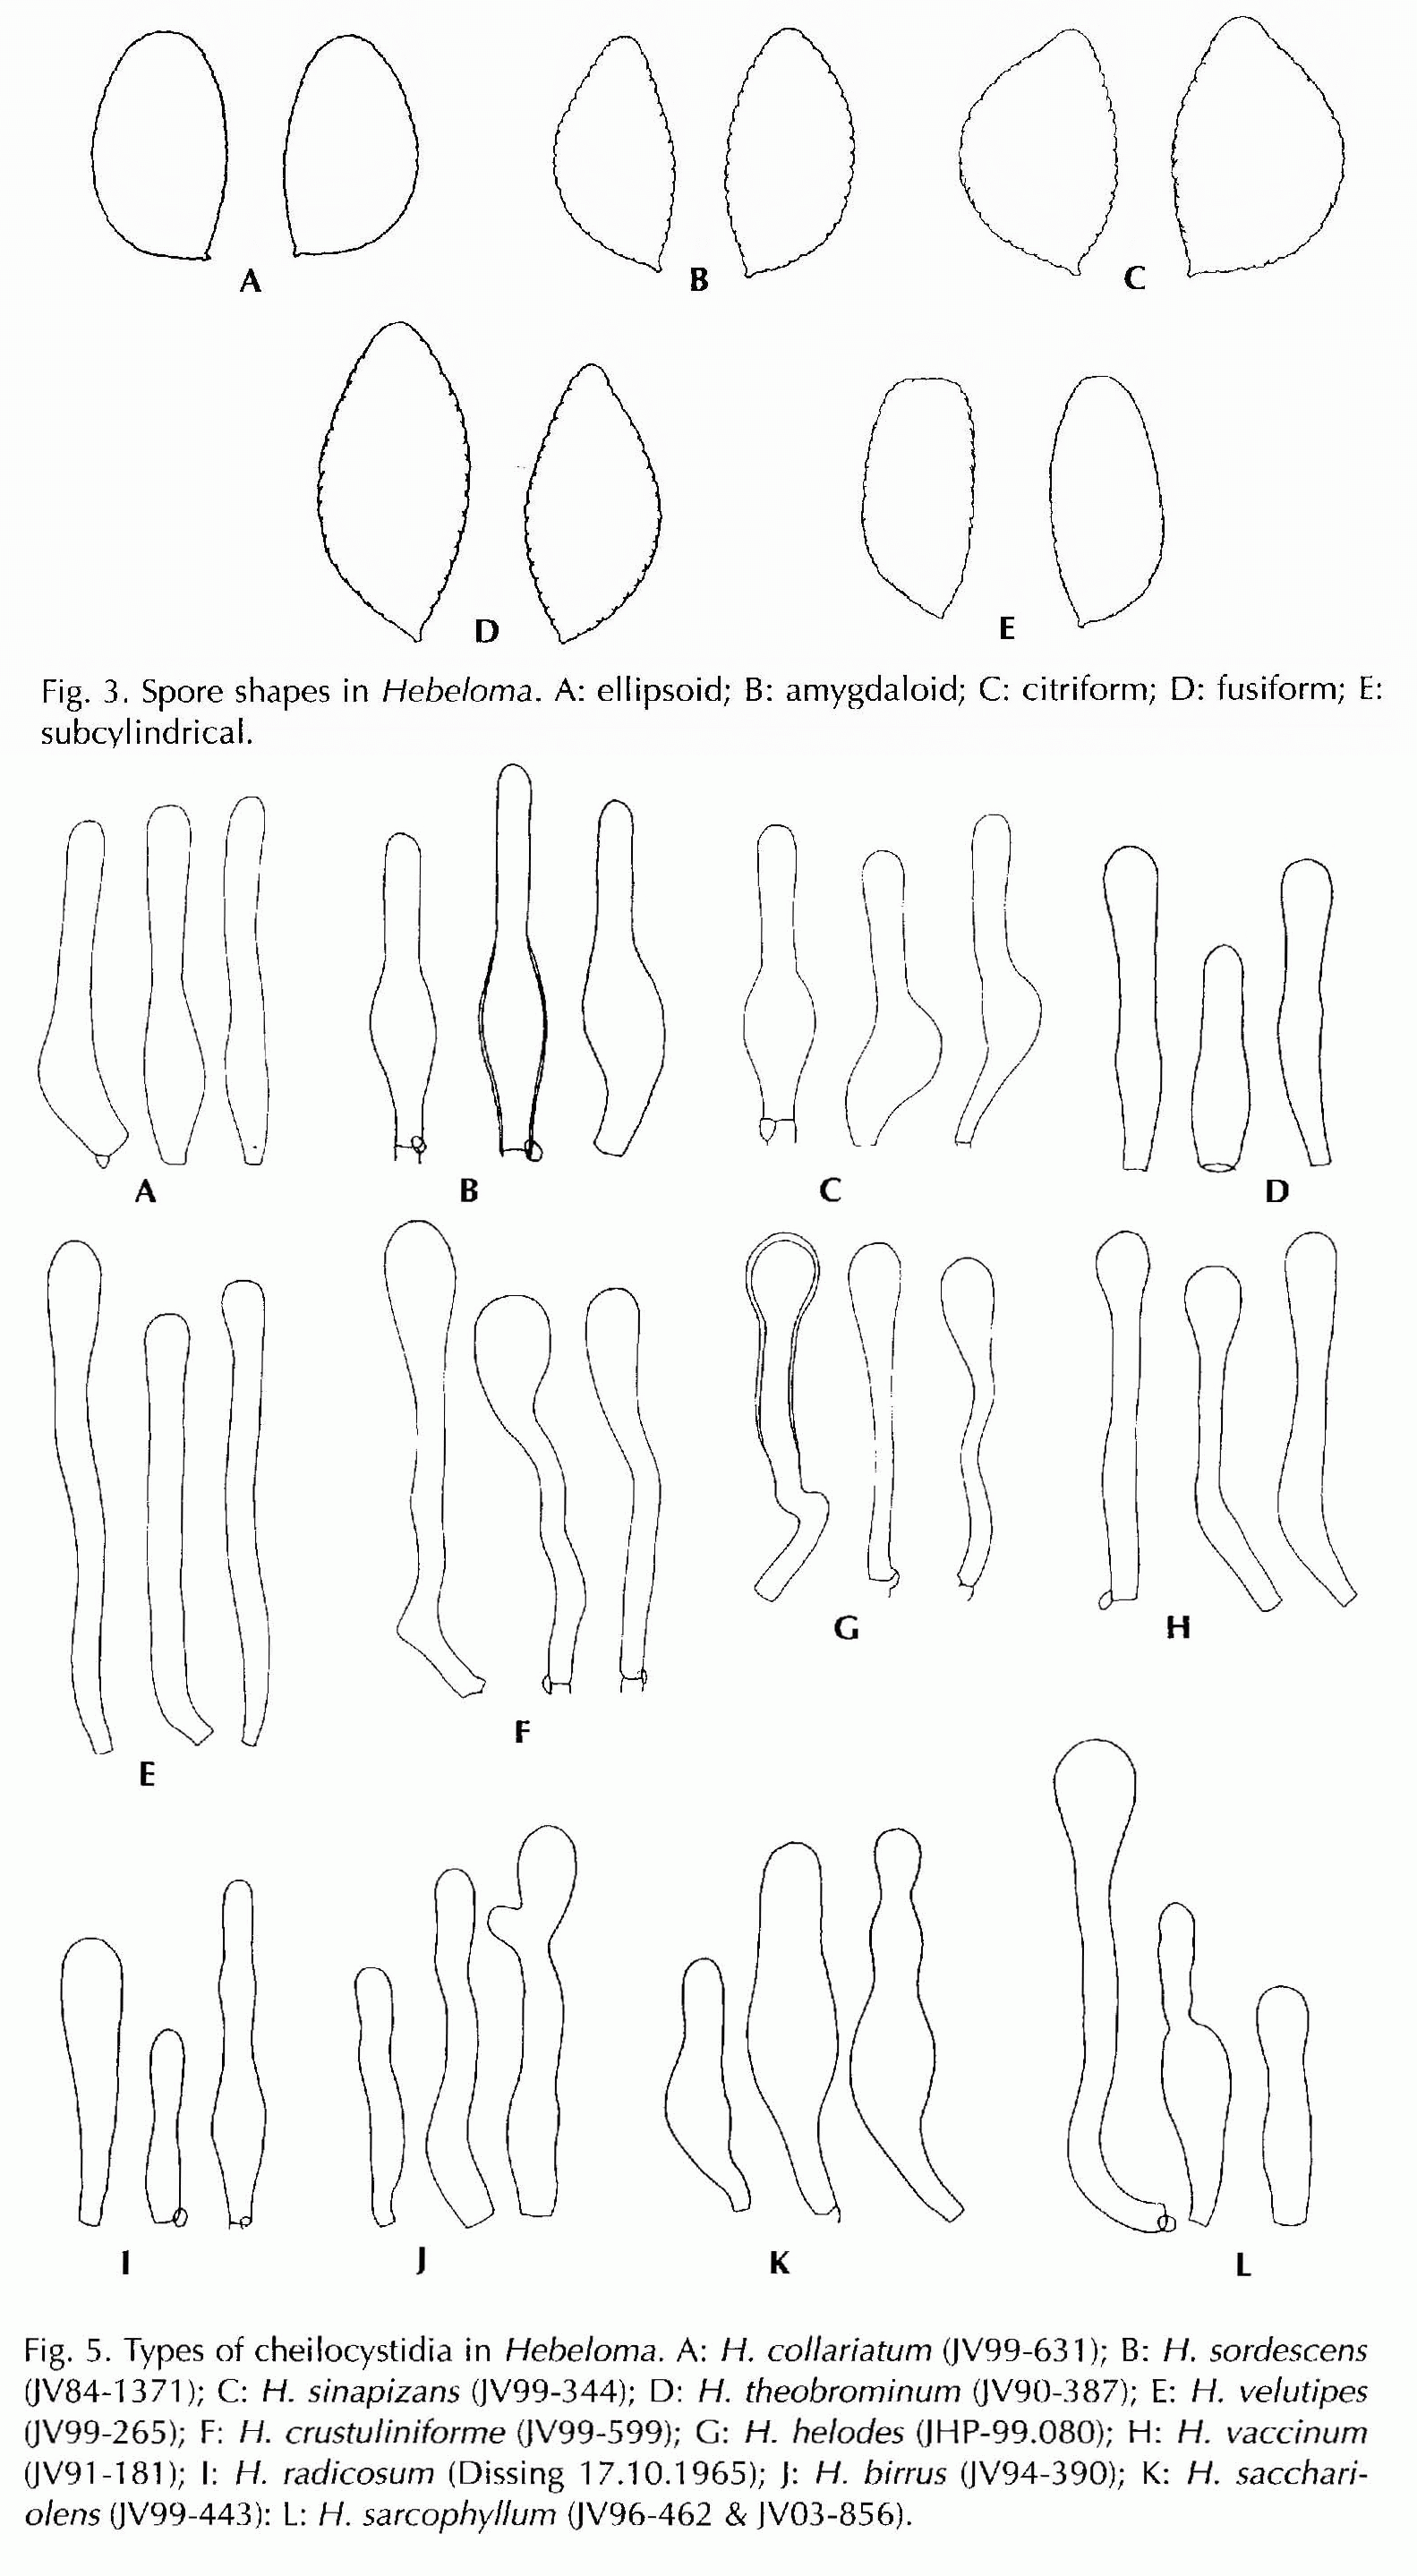 A
B
C
D
E
Fig. 3. Spore shapes in Hebeloma. A: ellipsoid; B: amygdaloid; C: citriform; D: fusiform; E:
subcylindrical.
A
B
C
D
E
F
G
H
I
J
K
L
Fig. 5. Types of cheilocystidia in Hebeloma. A: H. collariatum (JV99-631); B: H. sordescens
(JV84-1371); C: H. sinapizans (JV99-344); D: H. theobrominum (JV90-387); E: H. velutipes
(JV99-265); F: H. crustuliniforme (JV99-599); G: H. helodes (JHP-99.080); H: H. vaccinum
(JV91-181); I: H. radicosum (Dissing 17.10.1965); J: H. birrus (JV94-390); K: H. sacchari-
olens (JV99-443): L: H. sarcophyllum (JV96-462 & JV03-856).